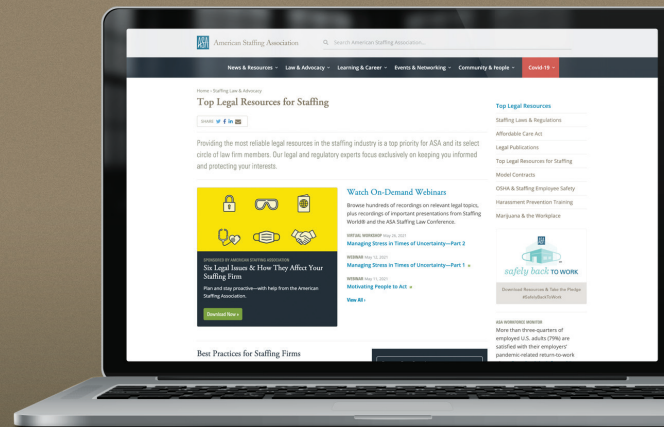 American Staffing Association
Search American Staffing Association...
News & Resources
Law & Advocacy
Learning & Career
Events & Networking
Community & People
Covid-19
Home › Staffing Law & Advocacy
Top Legal Resources for Staffing
SHARE
Providing the most reliable legal resources in the staffing industry is a top priority for ASA and its select
circle of law firm members. Our legal and regulatory experts focus exclusively on keeping you informed
and protecting your interests.
SPONSORED BY AMERICAN STAFFING ASSOCIATION
Six Legal Issues & How They Affect Your
Staffing Firm
Plan and stay proactive—with help from the American
Staffing Association.
Download Now »
Watch On-Demand Webinars
Browse hundreds of recordings on relevant legal topics,
plus recordings of important presentations from Staffing
World® and the ASA Staffing Law Conference.
VIRTUAL WORKSHOP May 20, 2021
Managing Stress in Times of Uncertainty—Part 2
WEBINAR May 12, 2021
Managing Stress in Times of Uncertainty—Part 1 »
WEBINAR May 11, 2021
Motivating People to Act »
View All ›
Best Practices for Staffing Firms
Top Legal Resources
Staffing Laws & Regulations
Affordable Care Act
Legal Publications
Top Legal Resources for Staffing
Model Contracts
OSHA & Staffing Employee Safety
Harassment Prevention Training
Marijuana & the Workplace
safely back TO WORK
Download Resources & Take the Pledge
ASA WORKFORCE MONITOR
More than three-quarters of
employed U.S. adults (79%) are
satisfied with their employers'
pandemic-related return-to-work